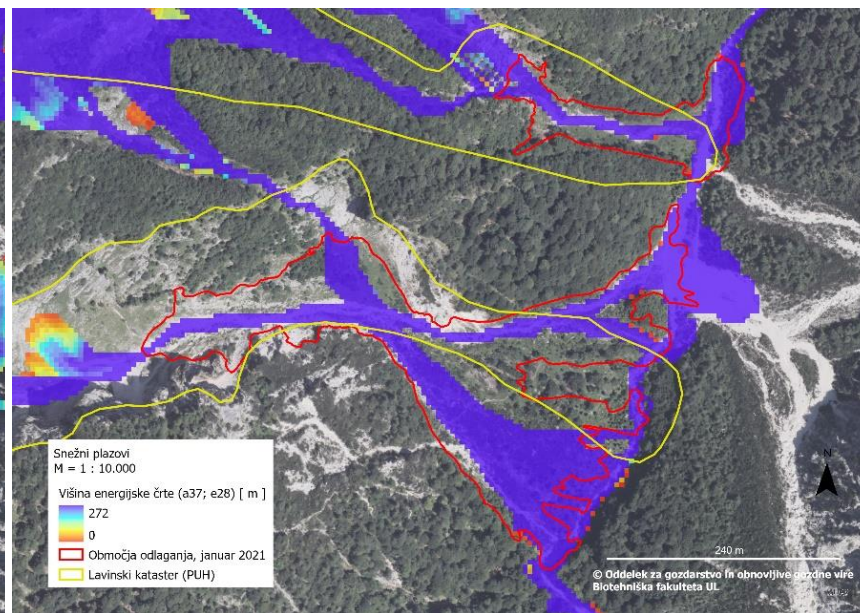 Snežni plazovi
M = 1 : 10.000
Višina energijske črte (a37; e28) [ m ]
272
0
Območja odlaganja, januar 2021
Lavinski kataster (PUH)
N
240 m
© Oddelek za gozdarstvo in obnovljive gozdne vire
Biotehniška fakulteta UL